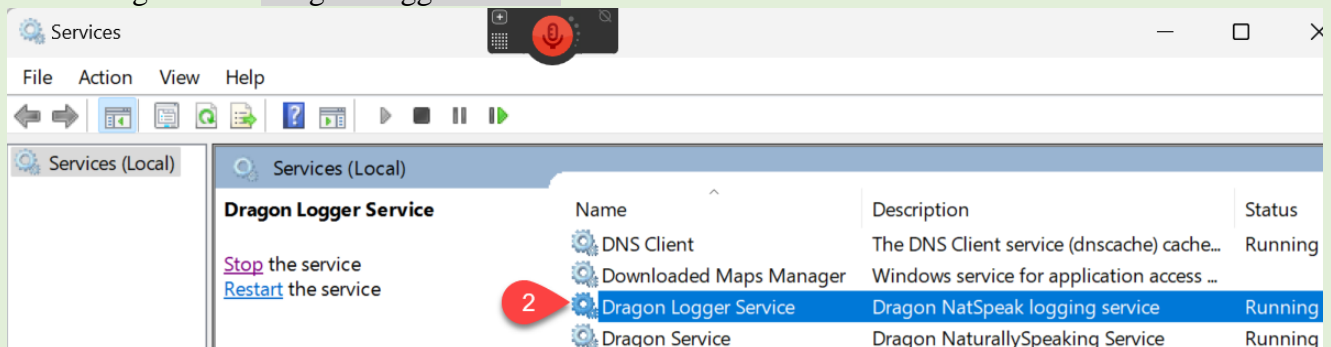 Services
File Action View Help
Services (Local)
Services (Local)
Dragon Logger Service
Stop the service
Restart the service
Name Description Status
DNS Client The DNS Client service (dnscache) cache... Running
Downloaded Maps Manager Windows service for application access ...
2 Dragon Logger Service Dragon NatSpeak logging service Running
Dragon Service Dragon NaturallySpeaking Service Running